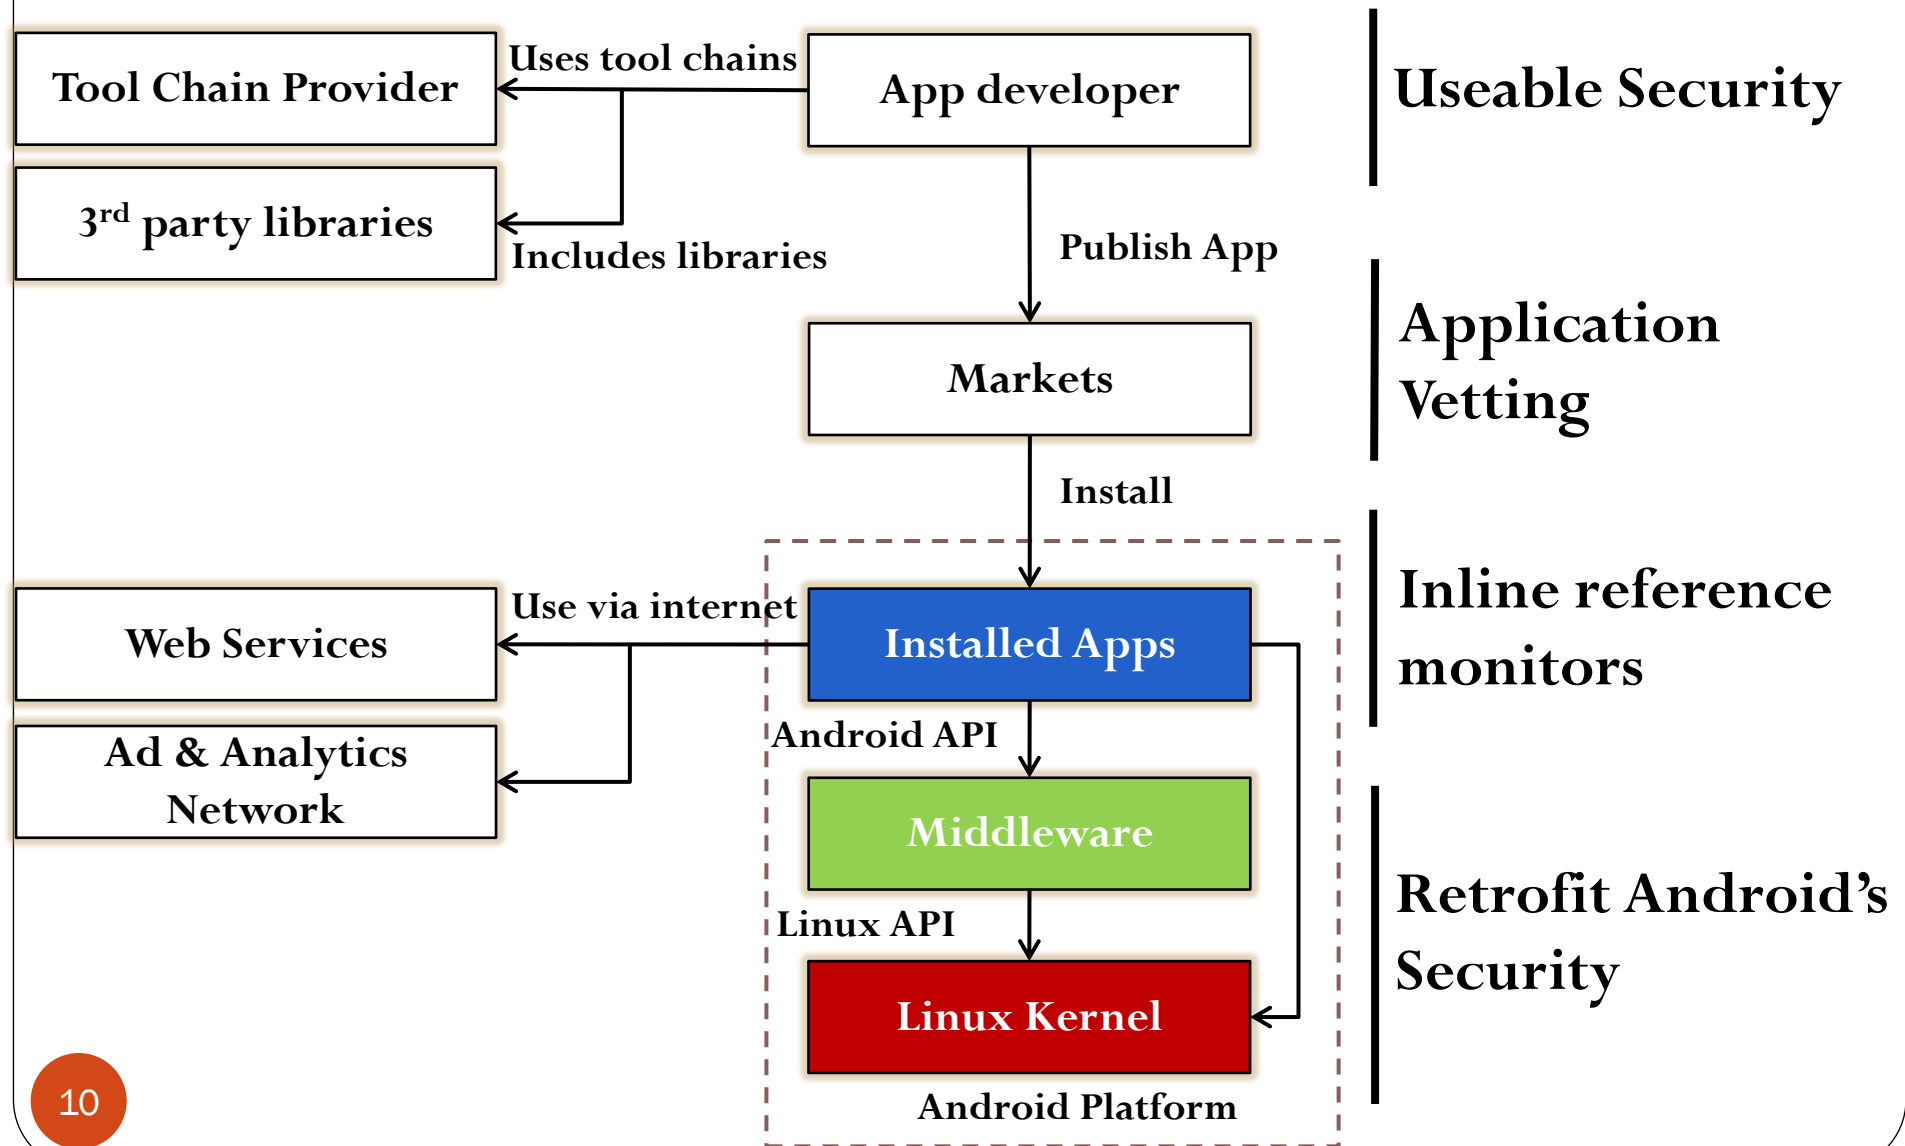 Tool Chain Provider
Uses tool chains
App developer
Useable Security
3rd party libraries
Includes libraries
Publish App
Application
Vetting
Markets
Install
Inline reference
monitors
Web Services
Use via internet
Installed Apps
Ad & Analytics
Network
Android API
Middleware
Retrofit Android’s
Security
Linux API
Linux Kernel
Android Platform
10